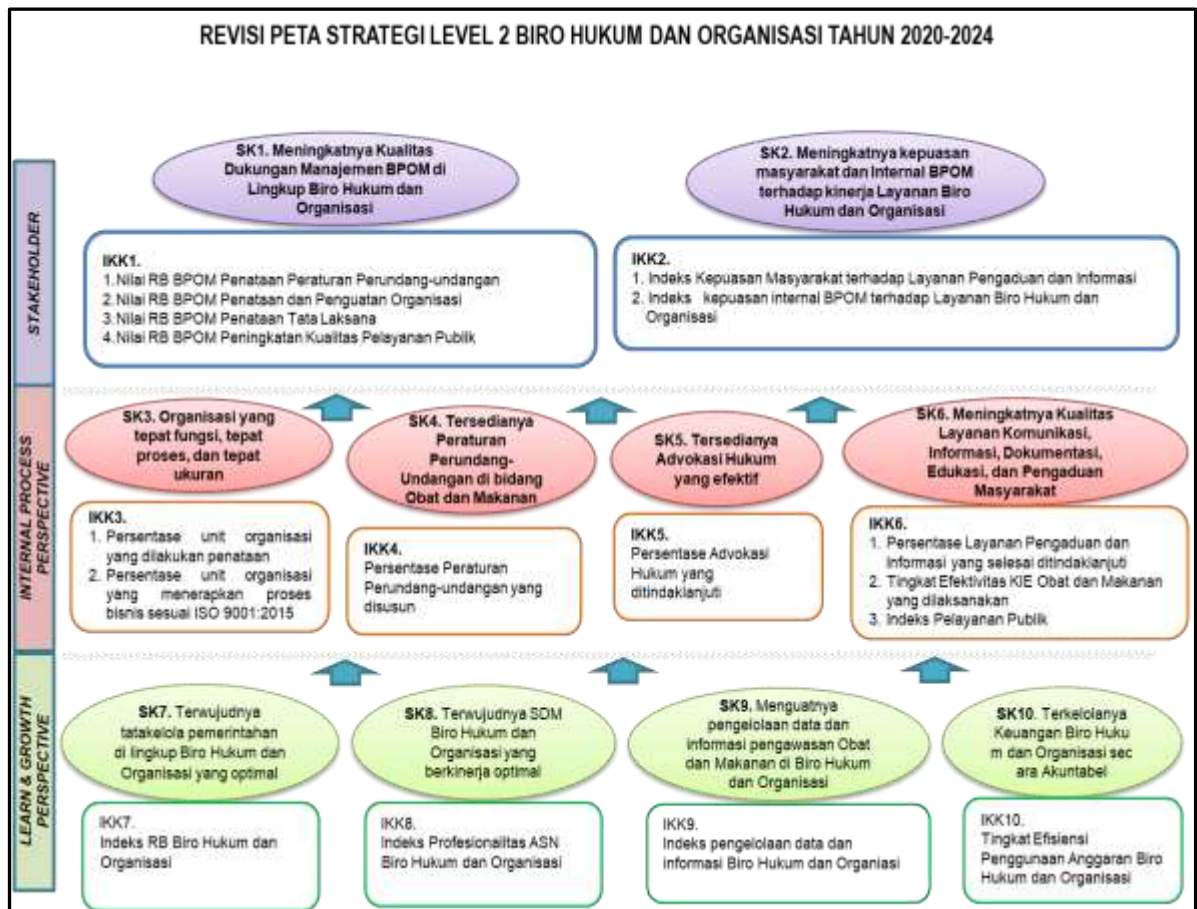 REVISI PETA STRATEGI LEVEL 2 BIRO HUKUM DAN ORGANISASI TAHUN 2020-2024
STAKEHOLDER
SK1. Meningkatnya Kualitas
Dukungan Manajemen BPOM di
Lingkup Biro Hukum dan
Organisasi
SK2. Meningkatnya kepuasan
masyarakat dan Internal BPOM
terhadap kinerja Layanan Biro
Hukum dan Organisasi
IKK1.
1. Nilai RB BPOM Penataan Peraturan Perundang-undangan
2. Nilai RB BPOM Penataan dan Penguatan Organisasi
3. Nilai RB BPOM Penataan Tata Laksana
4. Nilai RB BPOM Peningkatan Kualitas Pelayanan Publik
IKK2.
1. Indeks Kepuasan Masyarakat terhadap Layanan Pengaduan dan Informasi
2. Indeks kepuasan internal BPOM terhadap Layanan Biro Hukum dan
Organisasi
INTERNAL PROCESS
PERSPECTIVE
SK3. Organisasi yang
tepat fungsi, tepat
proses, dan tepat
ukuran
SK4. Tersedianya
Peraturan
Perundang-
Undangan di bidang
Obat dan Makanan
SK5. Tersedianya
Advokasi Hukum
yang efektif
SK6. Meningkatnya Kualitas
Layanan Komunikasi,
Informasi, Dokumentasi,
Edukasi, dan Pengaduan
Masyarakat
IKK3.
1. Persentase unit organisasi
yang dilakukan penataan
2. Persentase unit organisasi
yang menerapkan proses
bisnis sesuai ISO 9001:2015
IKK4.
Persentase Peraturan
Perundang-undangan yang
disusun
IKK5.
Persentase Advokasi
Hukum yang
ditindaklanjuti
IKK6.
1. Persentase Layanan Pengaduan dan
Informasi yang selesai ditindaklanjuti
2. Tingkat Efektivitas KIE Obat dan Makanan
yang dilaksanakan
3. Indeks Pelayanan Publik
LEARN & GROWTH
PERSPECTIVE
SK7. Terwujudnya
tatakelola pemerintahan
di lingkup Biro Hukum dan
Organisasi yang optimal
SK8. Terwujudnya SDM
Biro Hukum dan
Organisasi yang
berkinerja optimal
SK9. Menguatnya
pengelolaan data dan
informasi pengawasan Obat
dan Makanan di Biro Hukum
dan Organisasi
SK10. Terkelolanya
Keuangan Biro Huku
m dan Organisasi sec
ara Akuntabel
IKK7.
Indeks RB Biro Hukum dan
Organisasi
IKK8.
Indeks Profesionalitas ASN
Biro Hukum dan Organisasi
IKK9.
Indeks pengelolaan data dan
informasi Biro Hukum dan Organiasi
IKK10.
Tingkat Efisiensi
Penggunaan Anggaran Biro
Hukum dan Organisasi